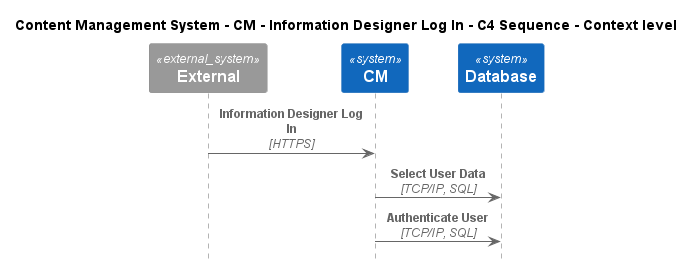 Content Management System - CM - Information Designer Log In - C4 Sequence - Context level
«external_system»
External
«system»
CM
«system»
Database
Information Designer Log
In
[HTTPS]
Select User Data
[TCP/IP, SQL]
Authenticate User
[TCP/IP, SQL]